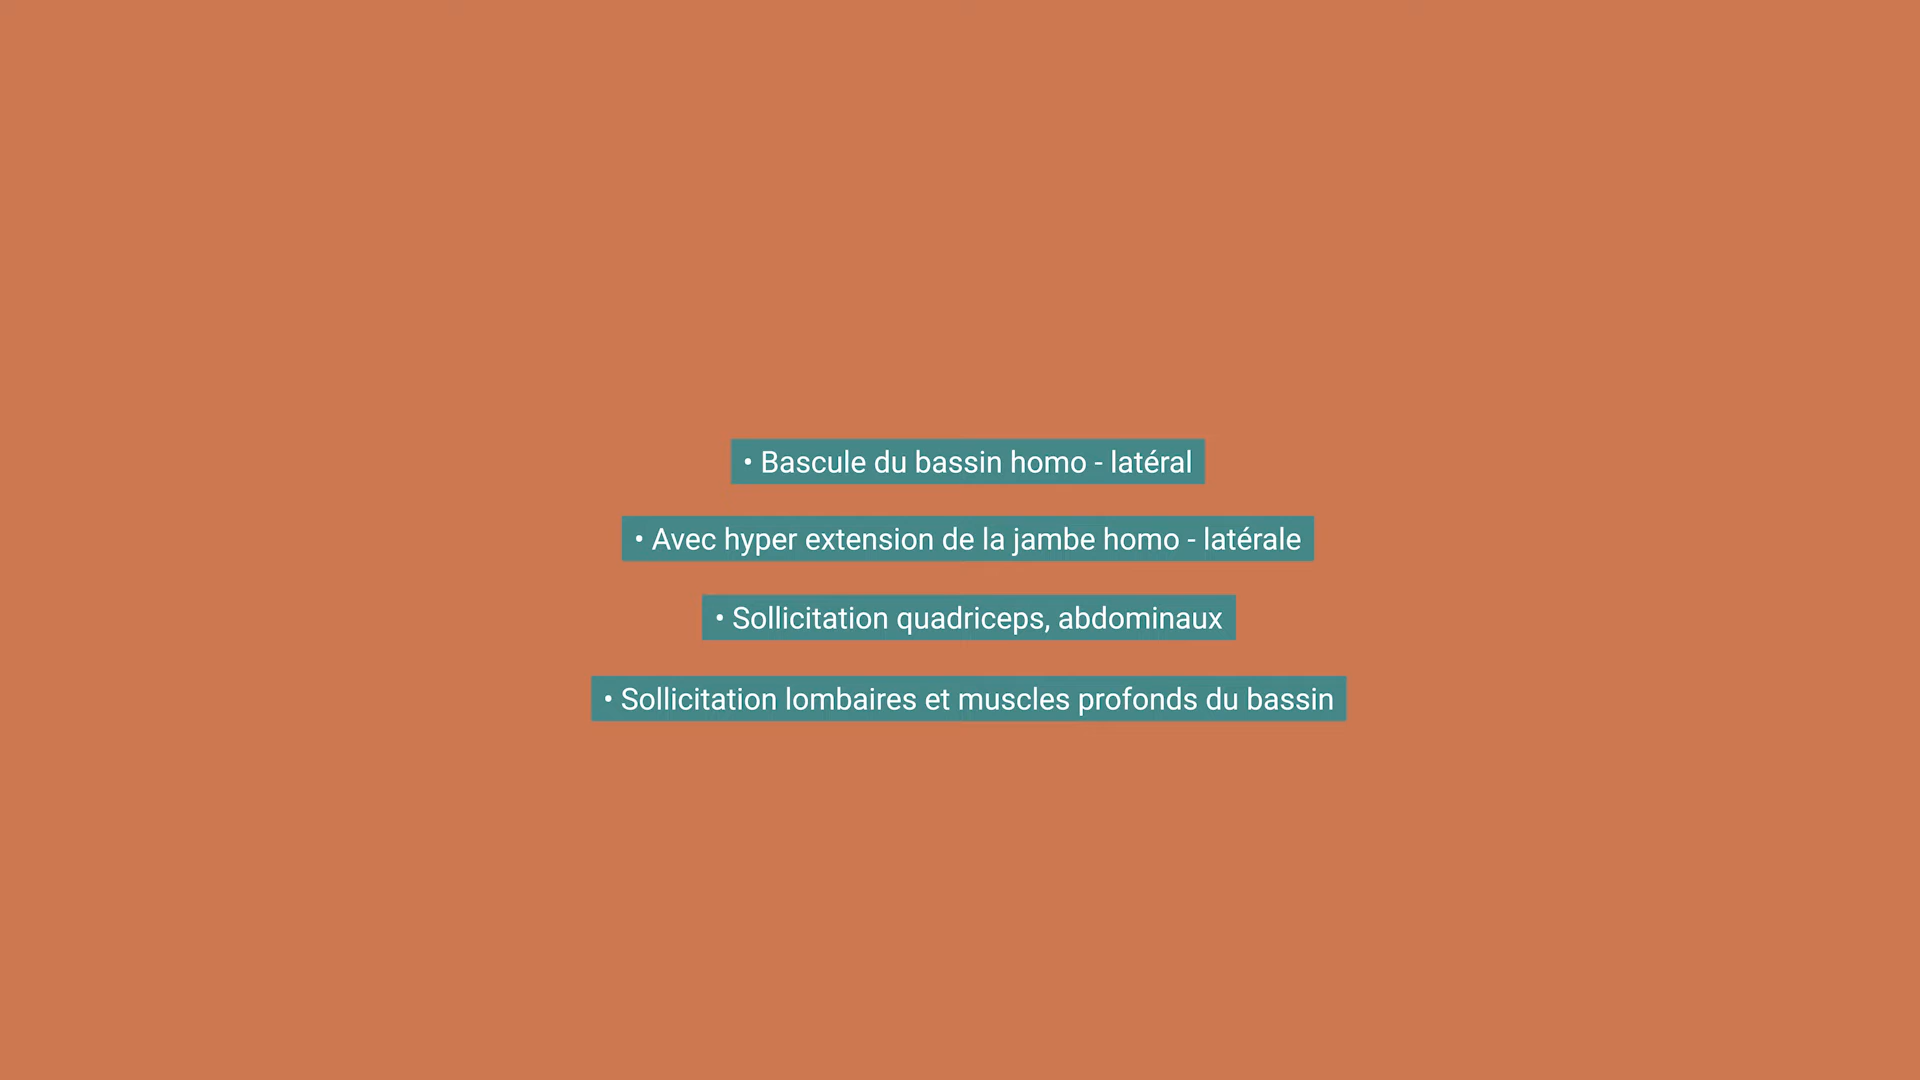 • Bascule du bassin homo - latéral
• Avec hyper extension de la jambe homo - latérale
• Sollicitation quadriceps, abdominaux
• Sollicitation lombaires et muscles profonds du bassin